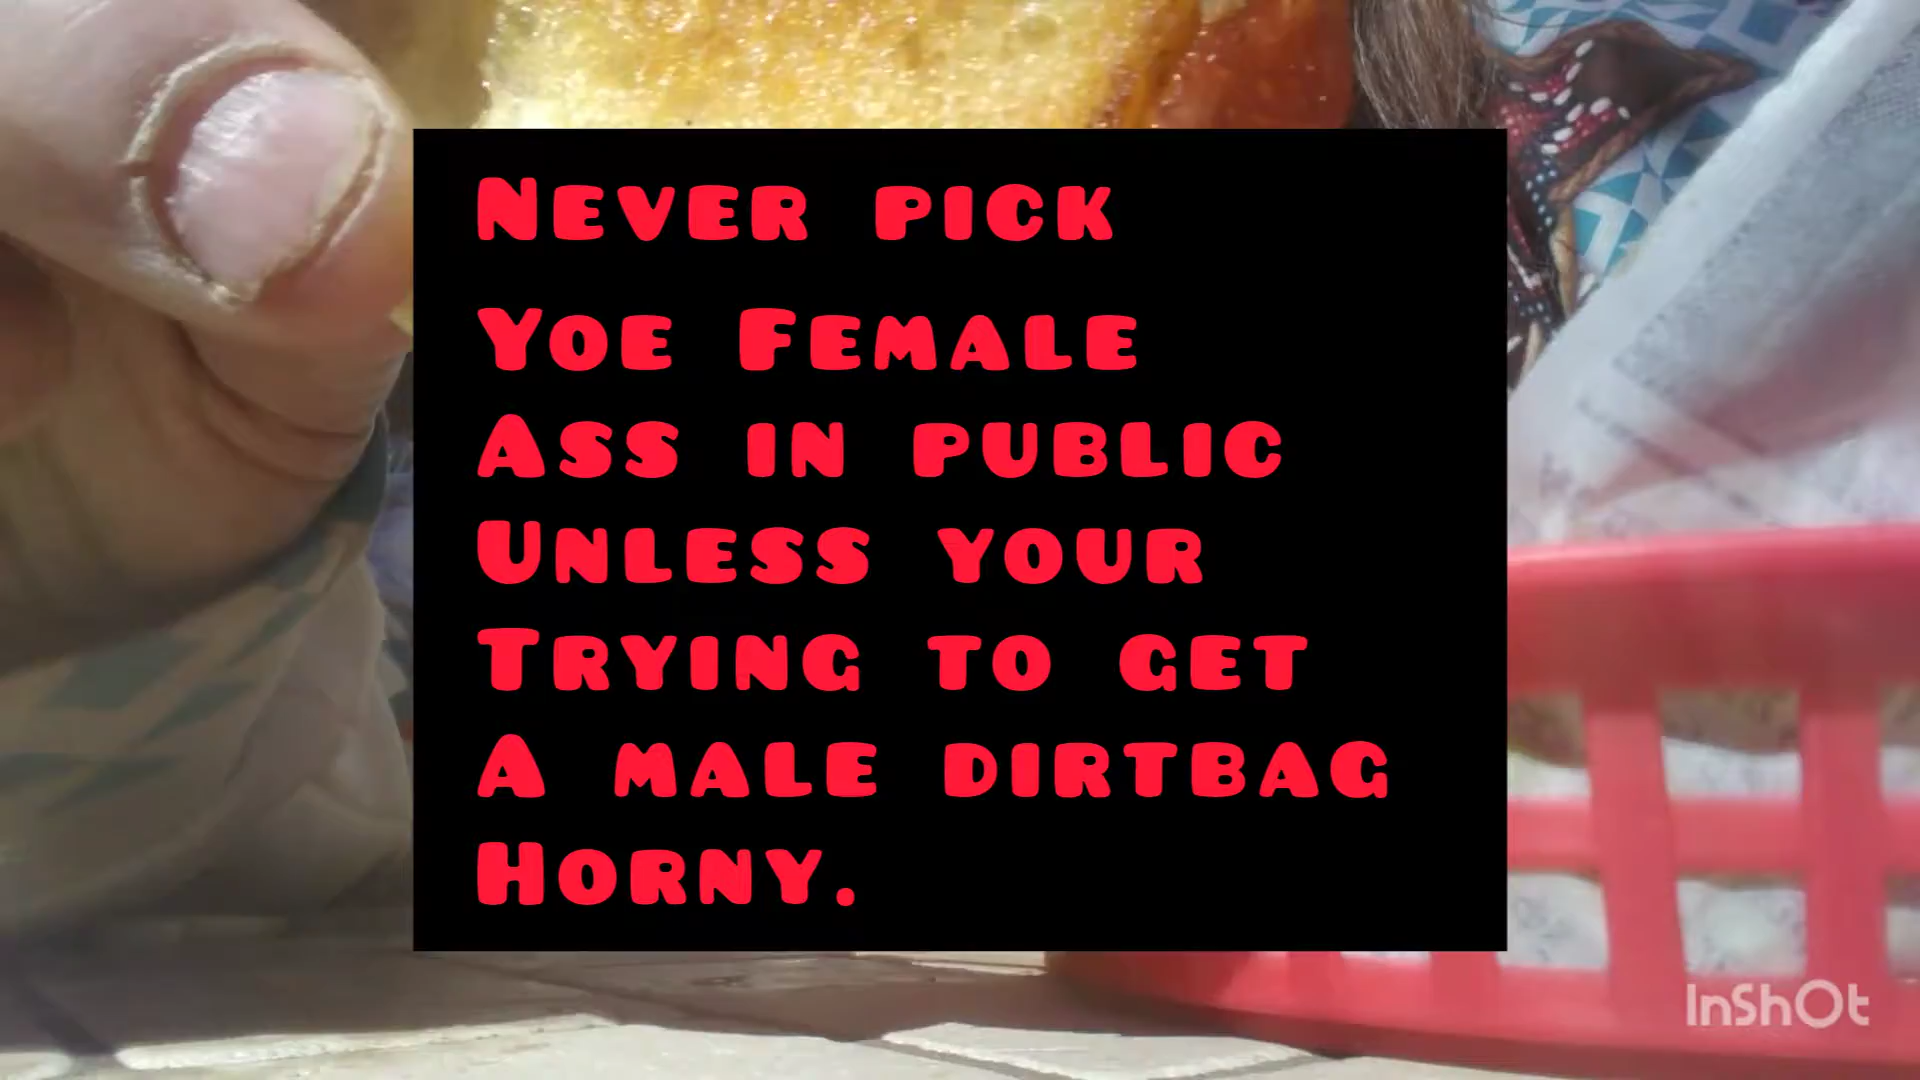 Never pick
Yoe Female
Ass in public
Unless your
Trying to get
A male dirtbag
Horny.
InShOt